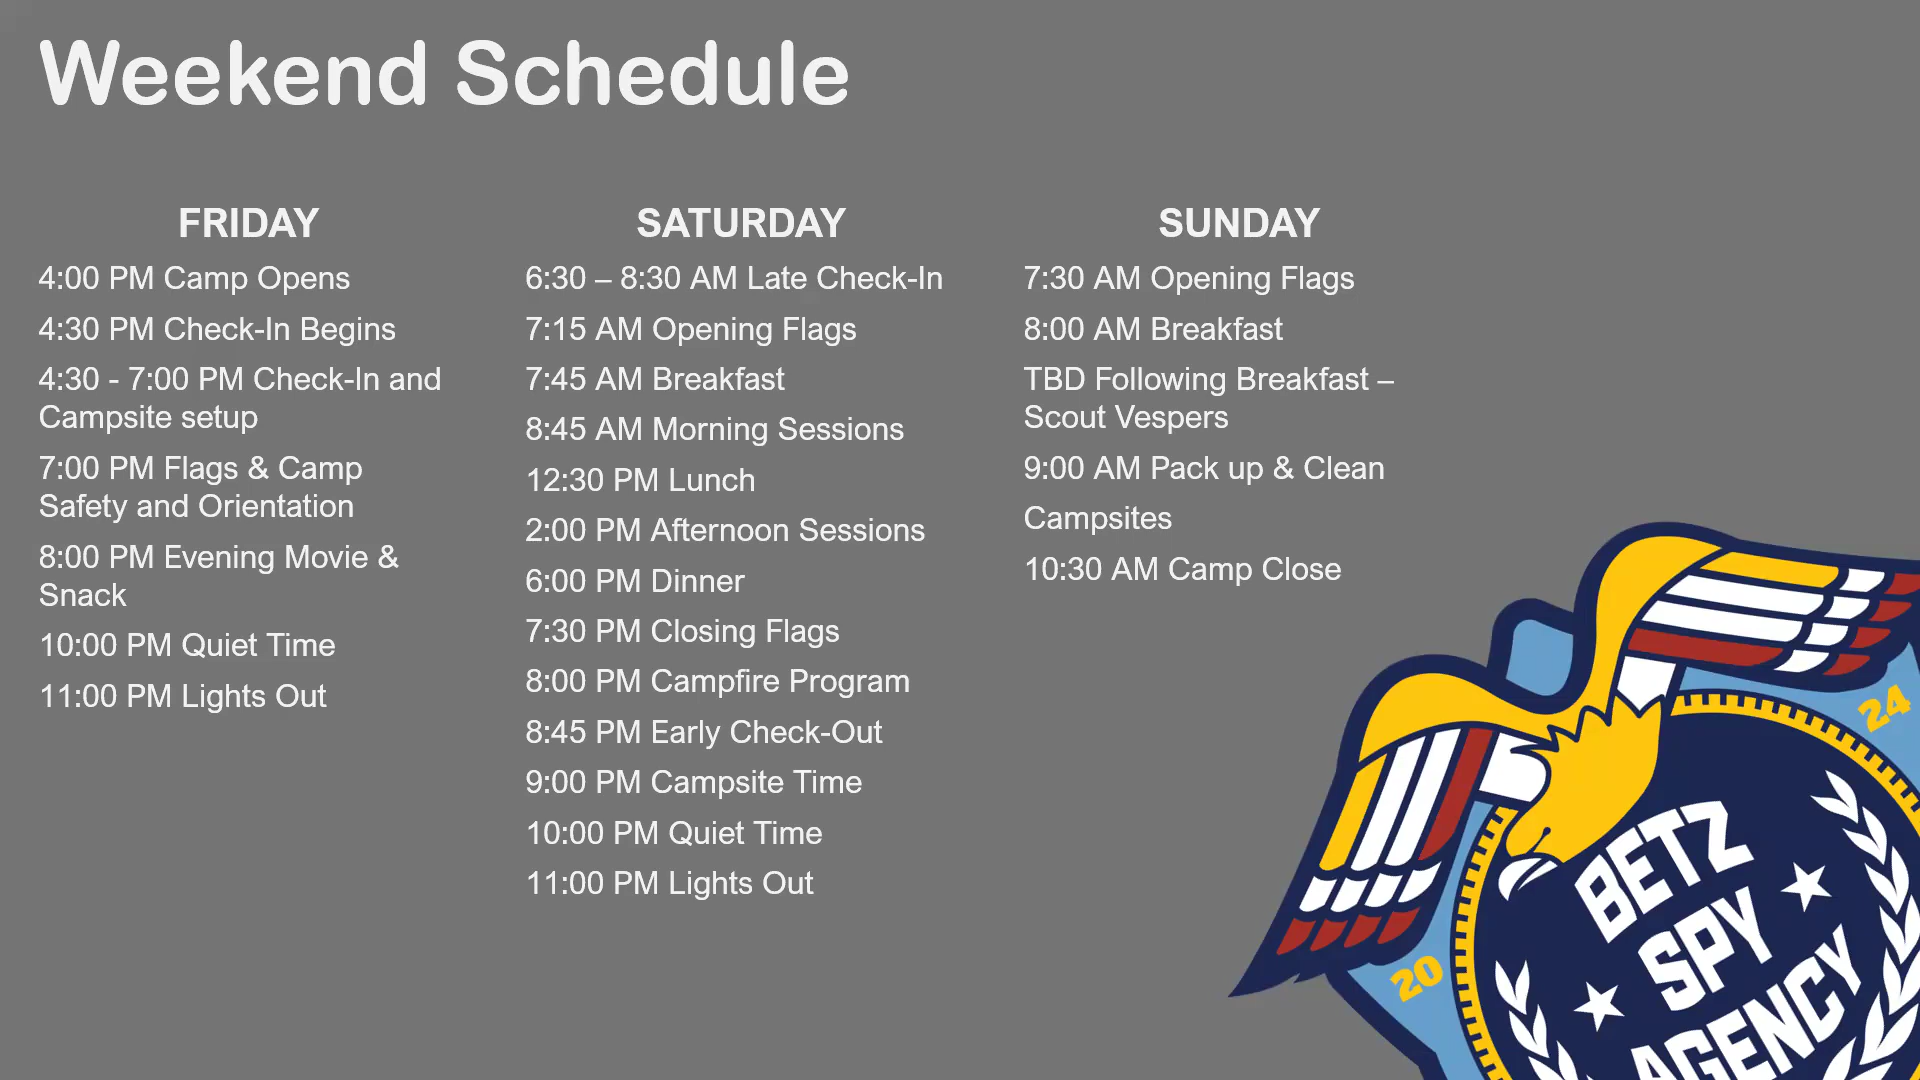 Weekend Schedule
FRIDAY
4:00 PM Camp Opens
4:30 PM Check-In Begins
4:30 - 7:00 PM Check-In and
Campsite setup
7:00 PM Flags & Camp
Safety and Orientation
8:00 PM Evening Movie &
Snack
10:00 PM Quiet Time
11:00 PM Lights Out
SATURDAY
6:30 – 8:30 AM Late Check-In
7:15 AM Opening Flags
7:45 AM Breakfast
8:45 AM Morning Sessions
12:30 PM Lunch
2:00 PM Afternoon Sessions
6:00 PM Dinner
7:30 PM Closing Flags
8:00 PM Campfire Program
8:45 PM Early Check-Out
9:00 PM Campsite Time
10:00 PM Quiet Time
11:00 PM Lights Out
SUNDAY
7:30 AM Opening Flags
8:00 AM Breakfast
TBD Following Breakfast –
Scout Vespers
9:00 AM Pack up & Clean
Campsites
10:30 AM Camp Close
20
24
BETZ
SPY
AGENCY